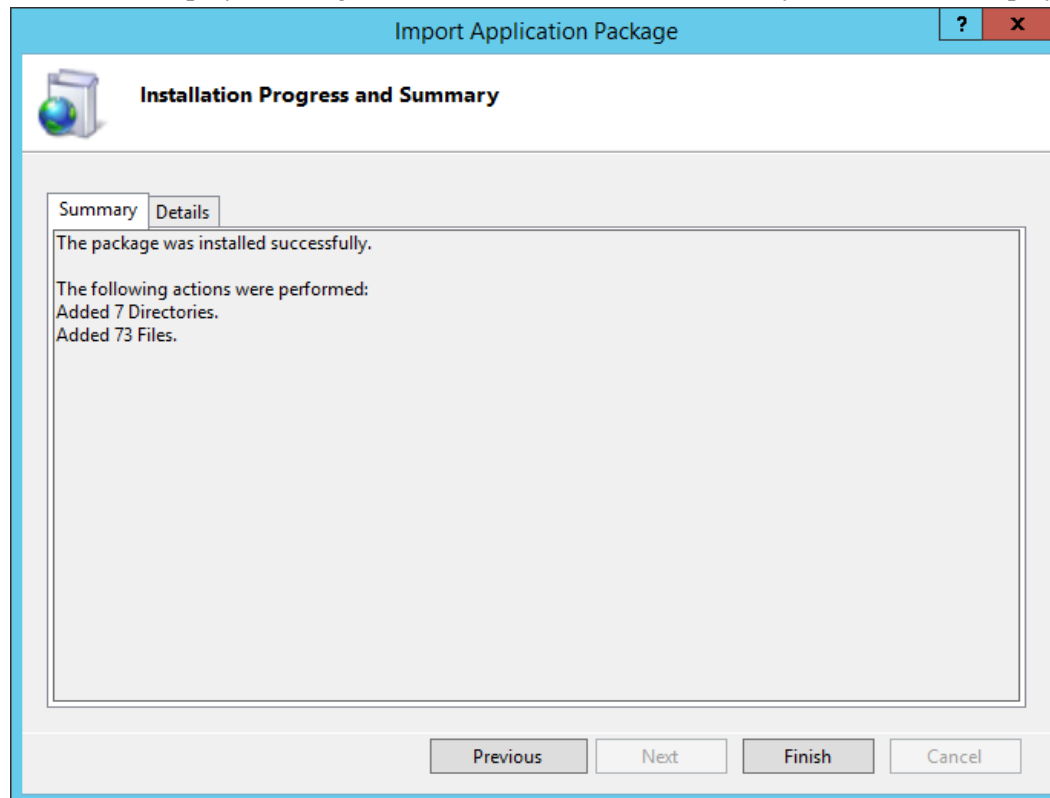 Import Application Package
?
x
Installation Progress and Summary
Summary
Details
The package was installed successfully.
The following actions were performed:
Added 7 Directories.
Added 73 Files.
Previous
Next
Finish
Cancel